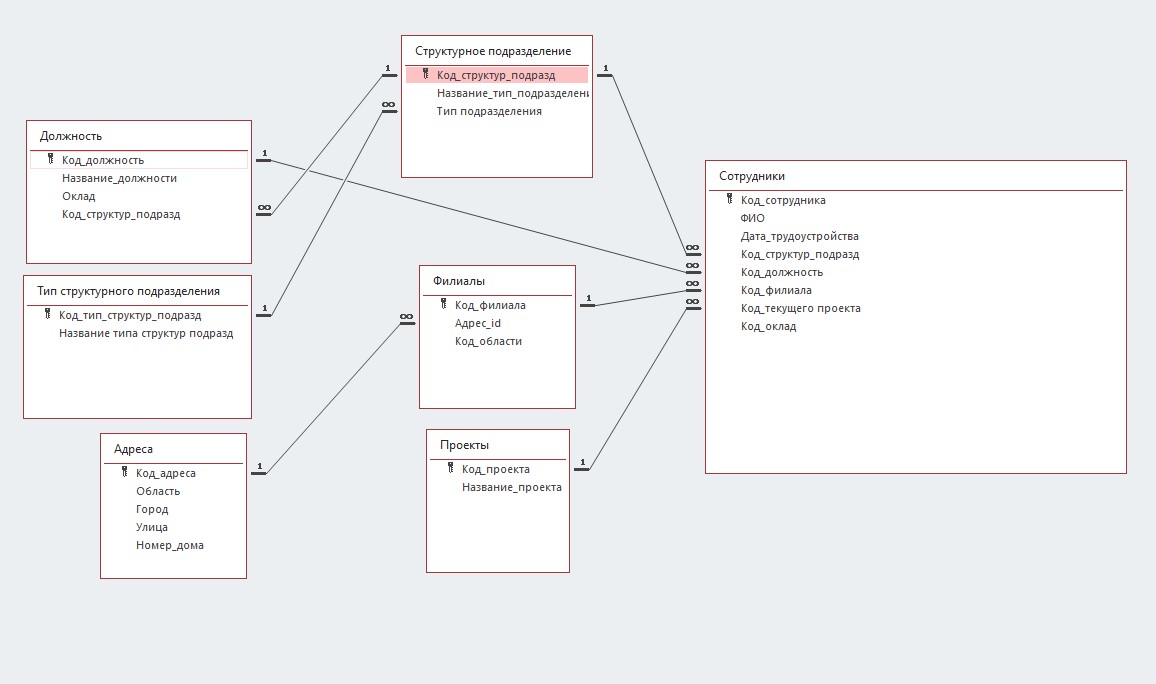 Структурное подразделение
1
Код_структур_подразд
1
Название_тип_подразделени
∞
Тип подразделения
Должность
Код_должность
1
Название_должности
Оклад
Код_структур_подразд
∞
Сотрудники
Код_сотрудника
ФИО
Дата_трудоустройства
∞
Код_структур_подразд
∞
Код_должность
∞
Код_филиала
∞
Код_текущего проекта
Код_оклад
Тип структурного подразделения
Код_тип_структур_подразд
1
Название типа структур подразд
Филиалы
Код_филиала
1
∞
Адрес_id
Код_области
Адреса
Код_адреса
1
Область
Город
Улица
Номер_дома
Проекты
Код_проекта
1
Название_проекта